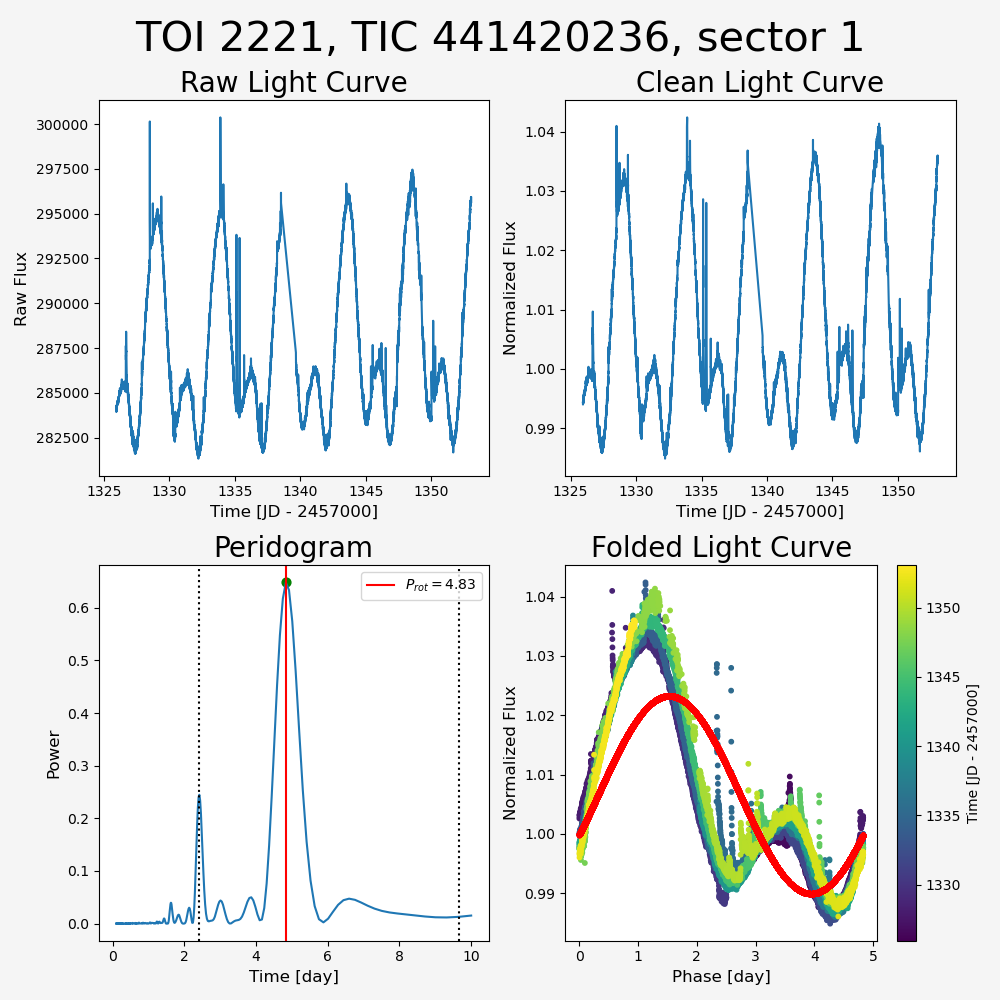 TOI 2221, TIC 441420236, sector 1
Raw Light Curve
Clean Light Curve
300000
297500
295000
292500
290000
287500
285000
282500
Raw Flux
1325 1330 1335 1340 1345 1350
Time [JD - 2457000]
1.04
1.03
1.02
1.01
1.00
0.99
Normalized Flux
1325 1330 1335 1340 1345 1350
Time [JD - 2457000]
Peridogram
Folded Light Curve
P_rot = 4.83
0.6
0.5
0.4
0.3
0.2
0.1
0.0
Power
0 2 4 6 8 10
Time [day]
1.04
1.03
1.02
1.01
1.00
0.99
Normalized Flux
0 1 2 3 4 5
Phase [day]
1350
1345
1340
1335
1330
Time [JD - 2457000]